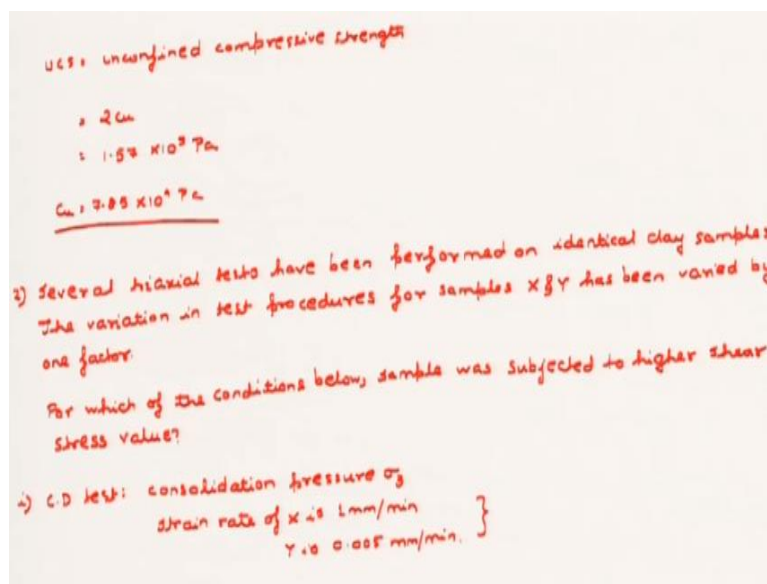 UCS = unconfined compressive strength
= 2Cu
= 1.57 x10⁵ Pa
Cu = 7.85 x10⁴ Pa
2) Several triaxial tests have been performed on identical clay samples
The variation in test procedures for samples X & Y has been varied by
one factor.
For which of the conditions below, sample was subjected to higher shear
stress value?
i) C.D test: consolidation pressure σ₃
strain rate of X is 1mm/min
Y is 0.005 mm/min. }